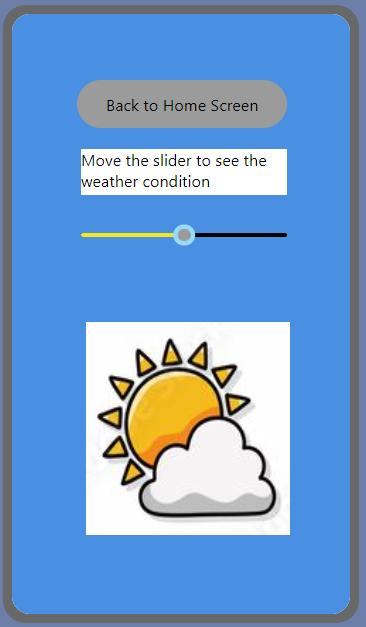 Back to Home Screen
Move the slider to see the
weather condition